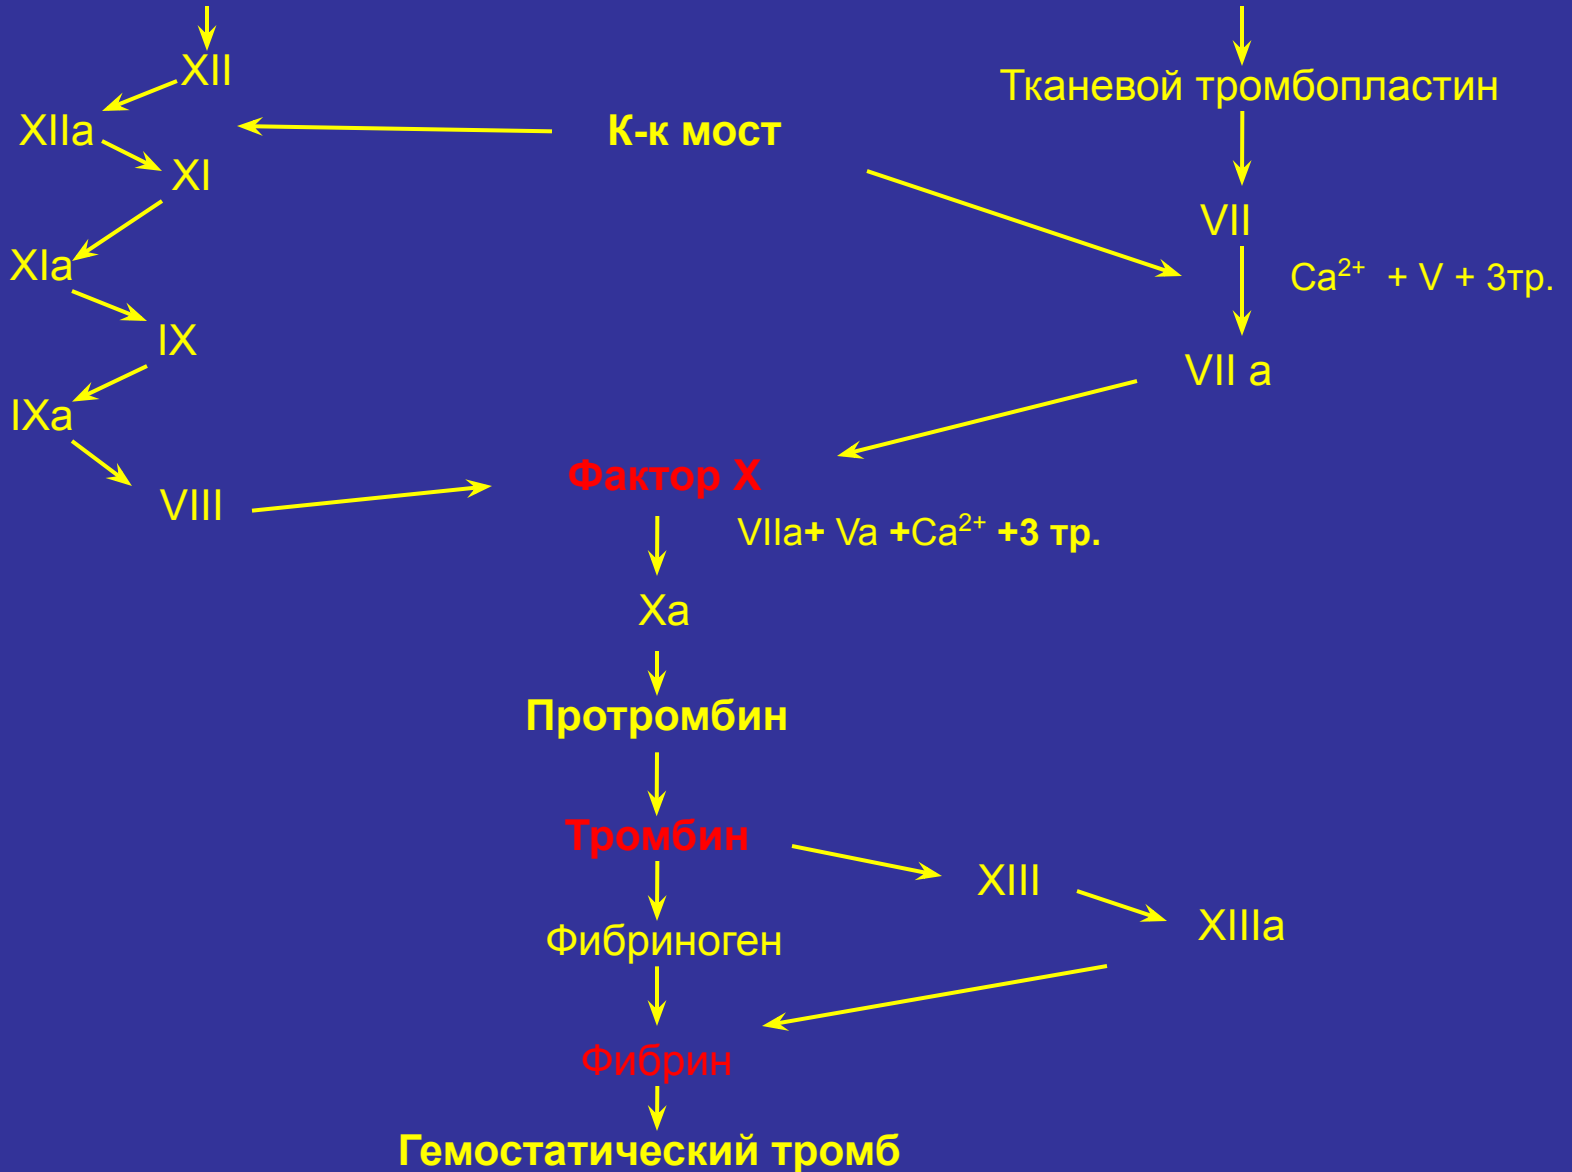 XII
Тканевой тромбопластин
XIIa
К-к мост
XI
VII
XIa
Ca²⁺ + V + 3тр.
IX
VII a
IXa
Фактор X
VIII
VIIa+ Va +Ca²⁺ +3 тр.
Xa
Протромбин
Тромбин
XIII
XIIIa
Фибриноген
Фибрин
Гемостатический тромб